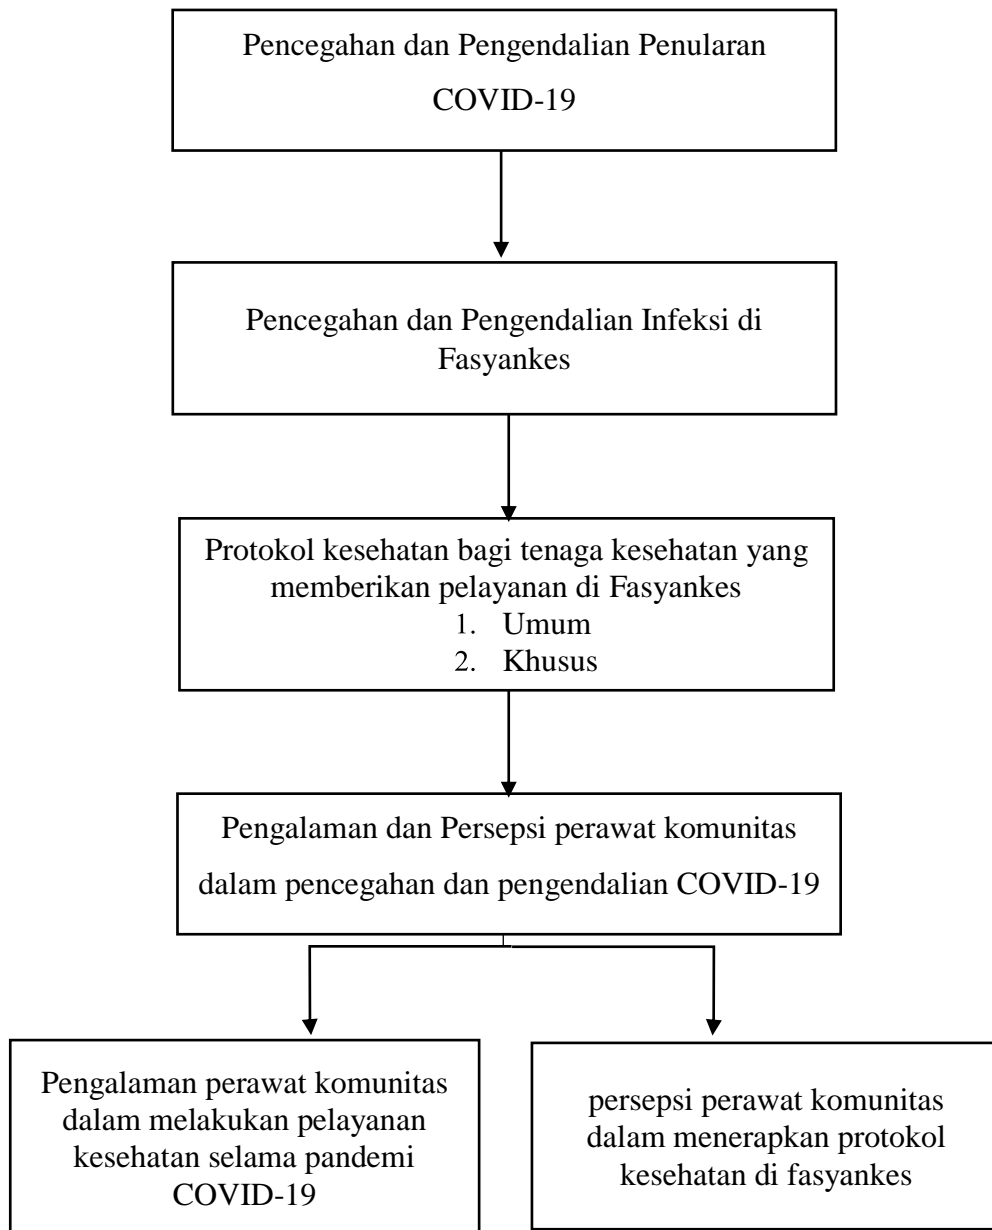 Pencegahan dan Pengendalian Penularan
COVID-19
Pencegahan dan Pengendalian Infeksi di
Fasyankes
Protokol kesehatan bagi tenaga kesehatan yang
memberikan pelayanan di Fasyankes
1. Umum
2. Khusus
Pengalaman dan Persepsi perawat komunitas
dalam pencegahan dan pengendalian COVID-19
Pengalaman perawat komunitas
dalam melakukan pelayanan
kesehatan selama pandemi
COVID-19
persepsi perawat komunitas
dalam menerapkan protokol
kesehatan di fasyankes